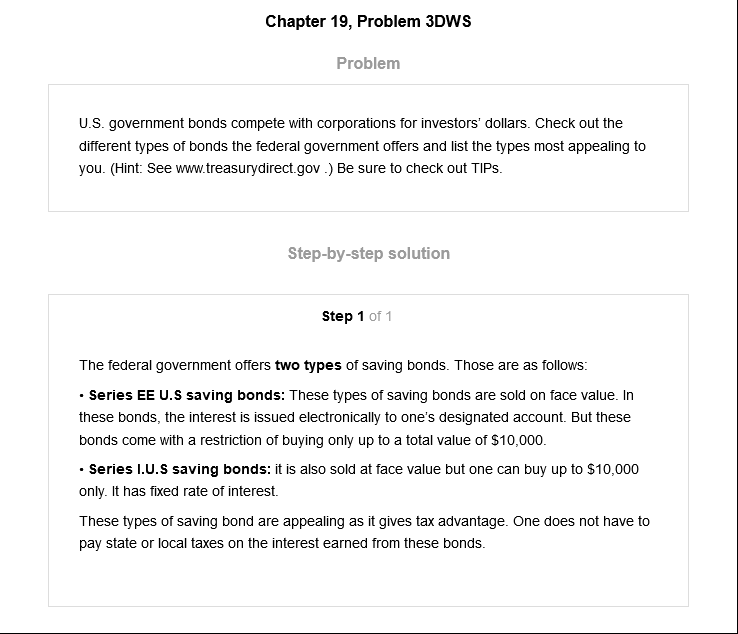 Chapter 19, Problem 3DWS
Problem
U.S. government bonds compete with corporations for investors' dollars. Check out the
different types of bonds the federal government offers and list the types most appealing to
you. (Hint: See www.treasurydirect.gov .) Be sure to check out TIPs.
Step-by-step solution
Step 1 of 1
The federal government offers two types of saving bonds. Those are as follows:
• Series EE U.S saving bonds: These types of saving bonds are sold on face value. In
these bonds, the interest is issued electronically to one's designated account. But these
bonds come with a restriction of buying only up to a total value of $10,000.
• Series I.U.S saving bonds: it is also sold at face value but one can buy up to $10,000
only. It has fixed rate of interest.
These types of saving bond are appealing as it gives tax advantage. One does not have to
pay state or local taxes on the interest earned from these bonds.